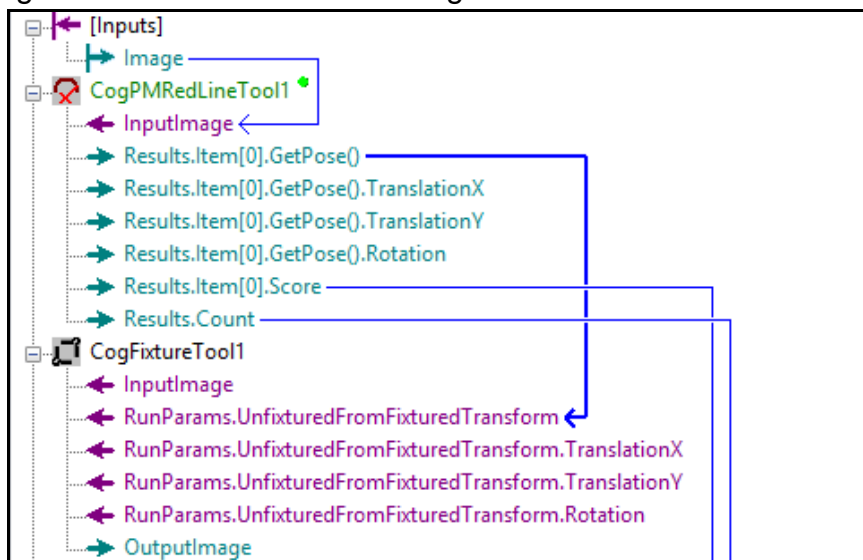 [Inputs]
Image
CogPMRedLineTool1
InputImage
Results.Item[0].GetPose()
Results.Item[0].GetPose().TranslationX
Results.Item[0].GetPose().TranslationY
Results.Item[0].GetPose().Rotation
Results.Item[0].Score
Results.Count
CogFixtureTool1
InputImage
RunParams.UnfixturedFromFixturedTransform
RunParams.UnfixturedFromFixturedTransform.TranslationX
RunParams.UnfixturedFromFixturedTransform.TranslationY
RunParams.UnfixturedFromFixturedTransform.Rotation
OutputImage